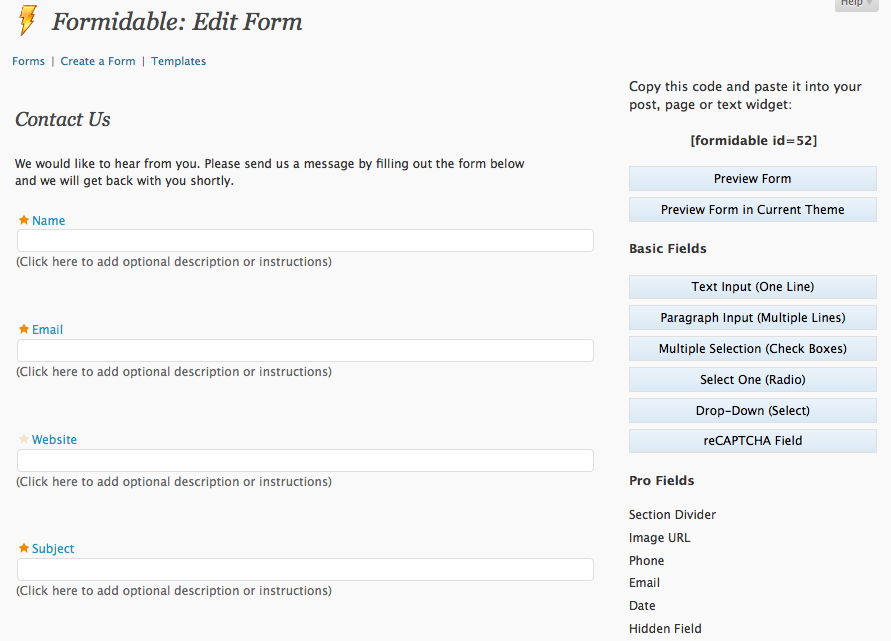 Help
Formidable: Edit Form
Forms | Create a Form | Templates
Contact Us
We would like to hear from you. Please send us a message by filling out the form below
and we will get back with you shortly.
Name
(Click here to add optional description or instructions)
Email
(Click here to add optional description or instructions)
Website
(Click here to add optional description or instructions)
Subject
(Click here to add optional description or instructions)
Copy this code and paste it into your
post, page or text widget:
[formidable id=52]
Preview Form
Preview Form in Current Theme
Basic Fields
Text Input (One Line)
Paragraph Input (Multiple Lines)
Multiple Selection (Check Boxes)
Select One (Radio)
Drop-Down (Select)
reCAPTCHA Field
Pro Fields
Section Divider
Image URL
Phone
Email
Date
Hidden Field